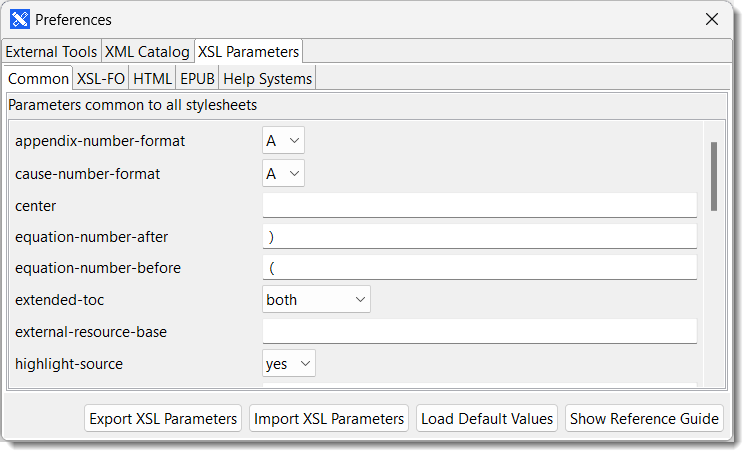 Preferences
External Tools XML Catalog XSL Parameters
Common XSL-FO HTML EPUB Help Systems
Parameters common to all stylesheets
appendix-number-format A
cause-number-format A
center
equation-number-after )
equation-number-before (
extended-toc both
external-resource-base
highlight-source yes
Export XSL Parameters Import XSL Parameters Load Default Values Show Reference Guide